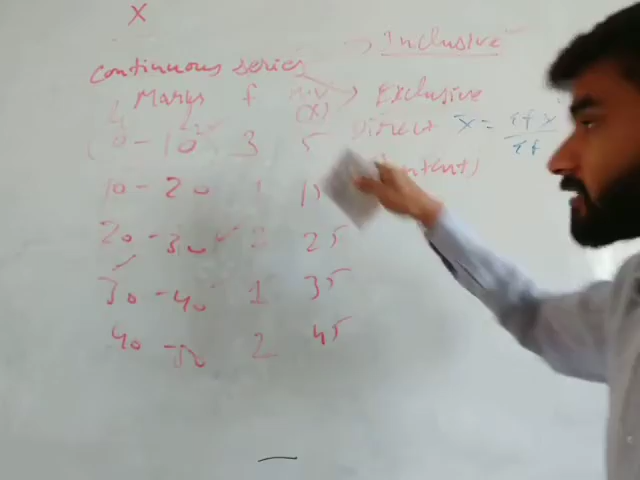 X
Inclusive
continuous series
Marks f M.V (X) Exclusive
0 - 10 3 5 Direct x̄ = Σfx / Σf
10 - 20 1 15
20 - 30 2 25
30 - 40 1 35
40 - 50 2 45